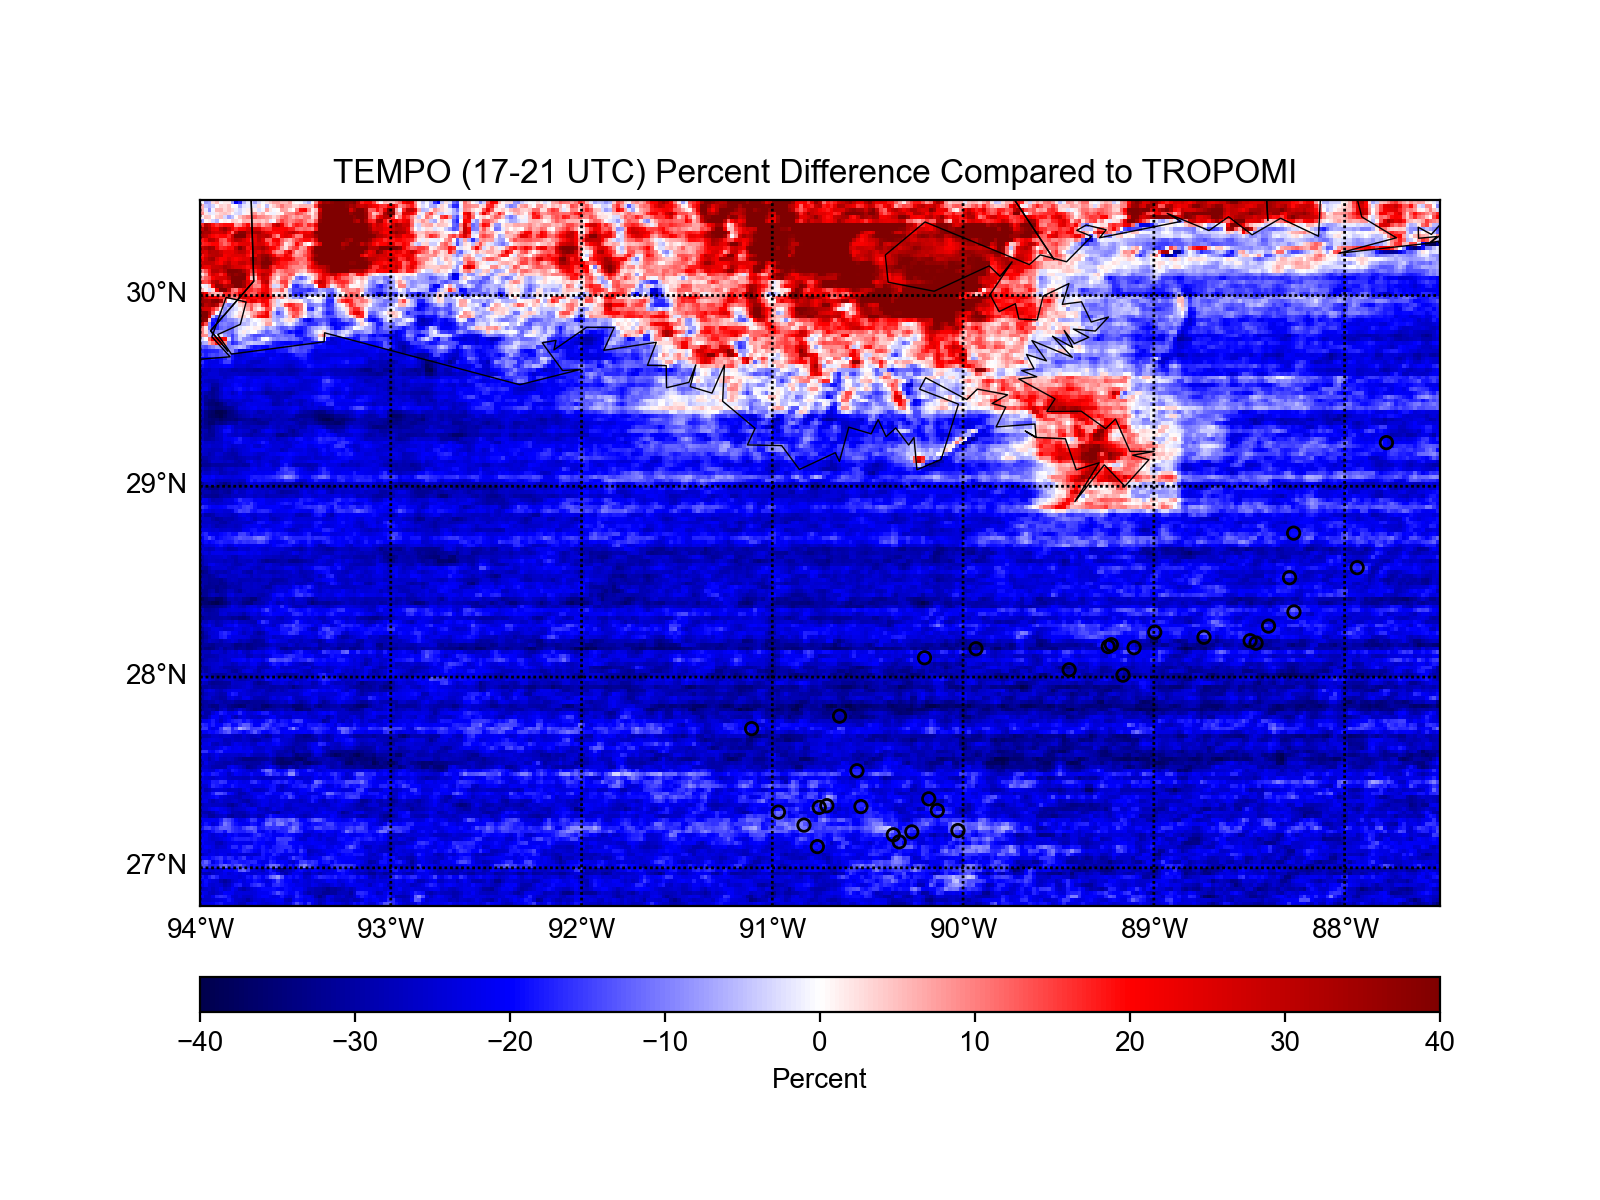 TEMPO (17-21 UTC) Percent Difference Compared to TROPOMI
30°N
29°N
28°N
27°N
94°W 93°W 92°W 91°W 90°W 89°W 88°W
−40 −30 −20 −10 0 10 20 30 40
Percent